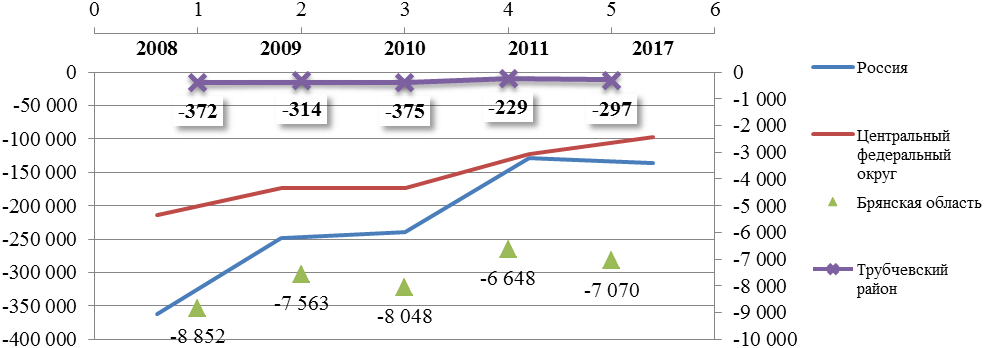 0 1 2 3 4 5 6
2008 2009 2010 2011 2017
0
-50 000
-100 000
-150 000
-200 000
-250 000
-300 000
-350 000
-400 000
-372 -314 -375 -229 -297
-8 852 -7 563 -8 048 -6 648 -7 070
0
-1 000
-2 000
-3 000
-4 000
-5 000
-6 000
-7 000
-8 000
-9 000
-10 000
Россия
Центральный
федеральный
округ
Брянская область
Трубчевский
район